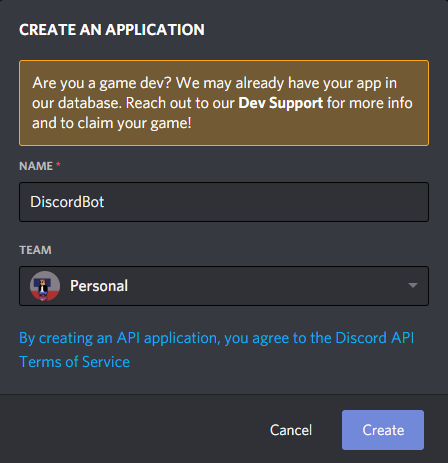 CREATE AN APPLICATION
Are you a game dev? We may already have your app in
our database. Reach out to our Dev Support for more info
and to claim your game!
NAME *
DiscordBot
TEAM
Personal
By creating an API application, you agree to the Discord API
Terms of Service
Cancel
Create